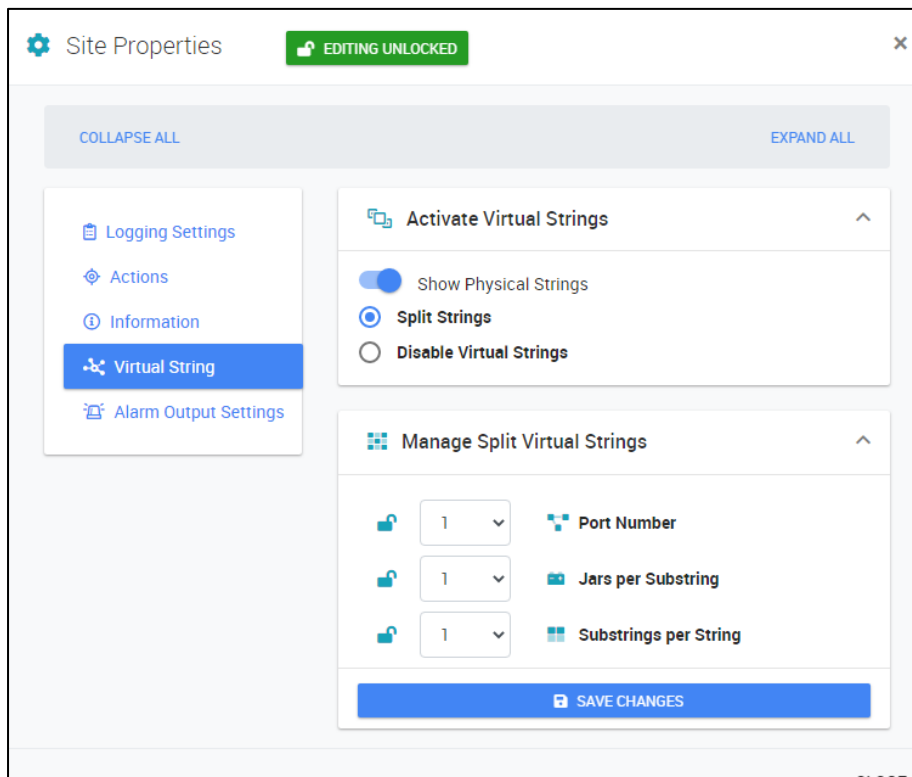 Site Properties
EDITING UNLOCKED
×
COLLAPSE ALL
EXPAND ALL
Logging Settings
Actions
Information
Virtual String
Alarm Output Settings
Activate Virtual Strings
Show Physical Strings
Split Strings
Disable Virtual Strings
Manage Split Virtual Strings
1 Port Number
1 Jars per Substring
1 Substrings per String
SAVE CHANGES